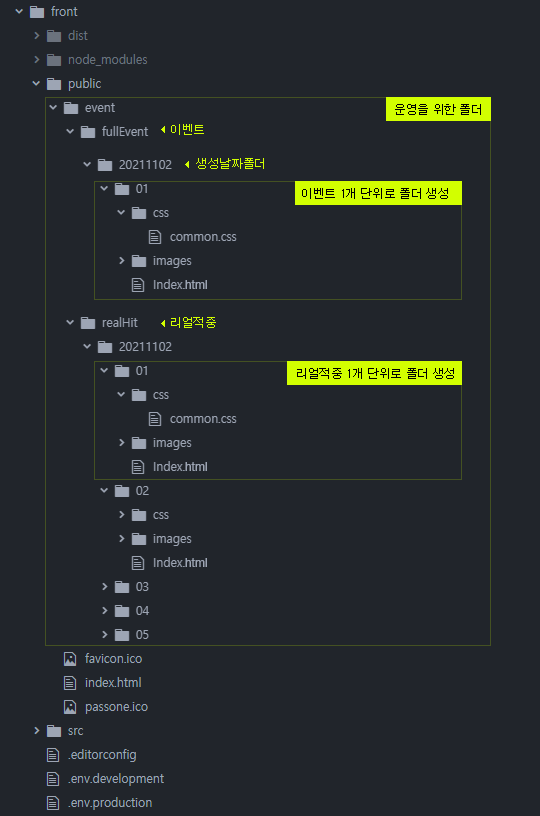 front
dist
node_modules
public
event 운영을 위한 폴더
fullEvent 이벤트
20211102 생성날짜폴더
01 이벤트 1개 단위로 폴더 생성
css
common.css
images
Index.html
realHit 리얼적중
20211102
01 리얼적중 1개 단위로 폴더 생성
css
common.css
images
Index.html
02
css
images
Index.html
03
04
05
favicon.ico
index.html
passone.ico
src
.editorconfig
.env.development
.env.production